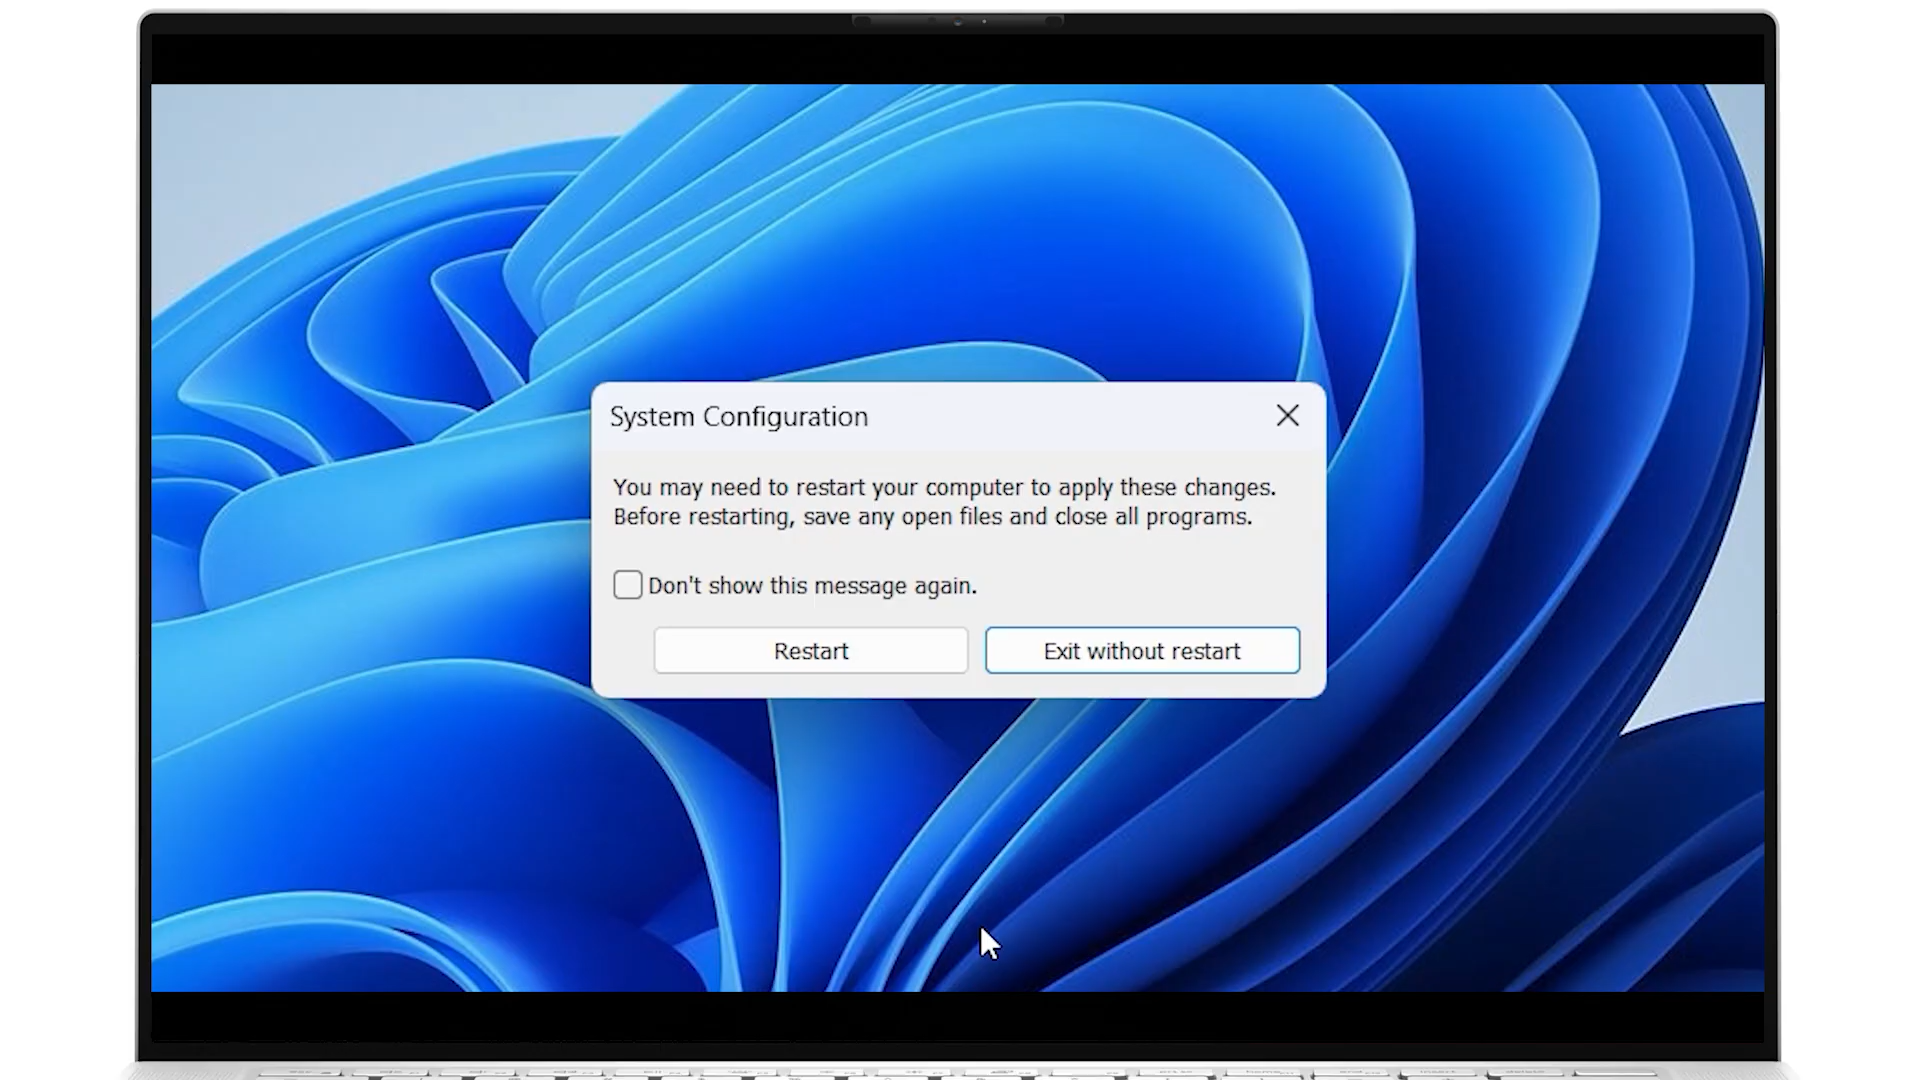 System Configuration
You may need to restart your computer to apply these changes.
Before restarting, save any open files and close all programs.
Don't show this message again.
Restart
Exit without restart